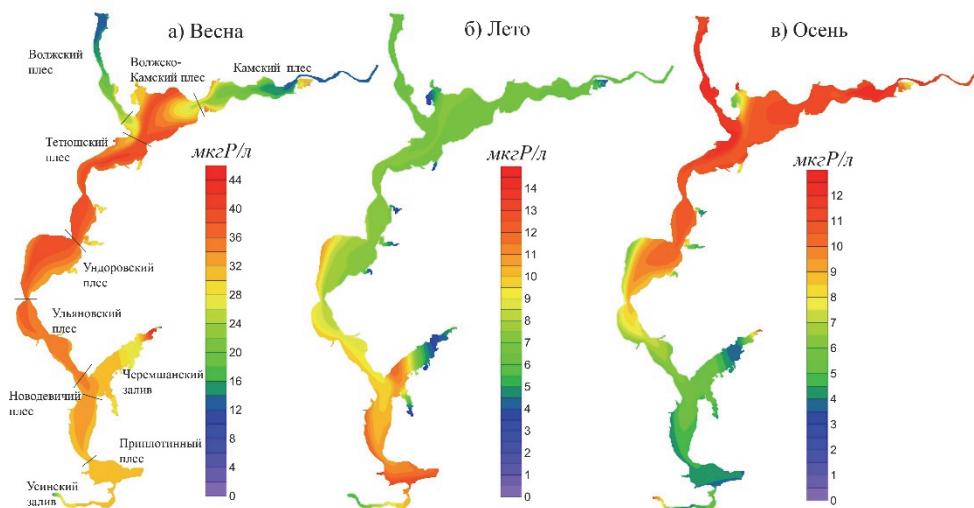 а) Весна
б) Лето
в) Осень
Волжский
плес
Волжско-
Камский плес
Камский плес
Тетюшский
плес
Ундоровский
плес
Ульяновский
плес
Новодевичий
плес
Черемшанский
залив
Приплотинный
плес
Усинский
залив
мкгР/л
44
40
36
32
28
24
20
16
12
8
4
0
мкгР/л
14
13
12
11
10
9
8
7
6
5
4
3
2
1
0
мкгР/л
12
11
10
9
8
7
6
5
4
3
2
1
0